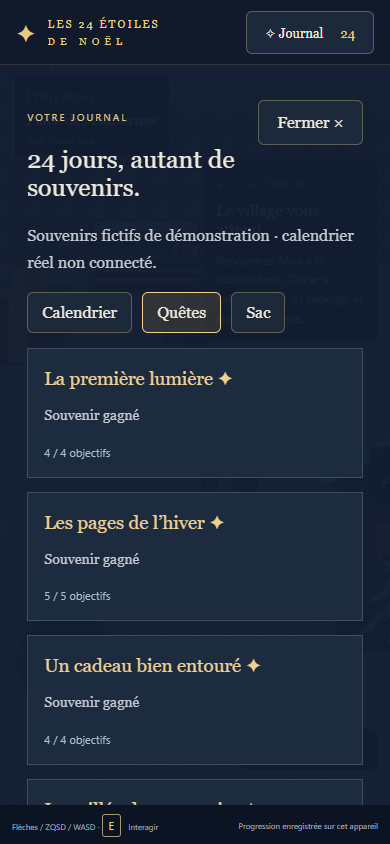 LES 24 ÉTOILES
DE NOËL
✧ Journal 24
VOTRE JOURNAL
Fermer ×
24 jours, autant de
souvenirs.
Souvenirs fictifs de démonstration · calendrier
réel non connecté.
Calendrier Quêtes Sac
La première lumière ✦
Souvenir gagné
4 / 4 objectifs
Les pages de l’hiver ✦
Souvenir gagné
5 / 5 objectifs
Un cadeau bien entouré ✦
Souvenir gagné
4 / 4 objectifs
Flèches / ZQSD / WASD · E Interagir
Progression enregistrée sur cet appareil